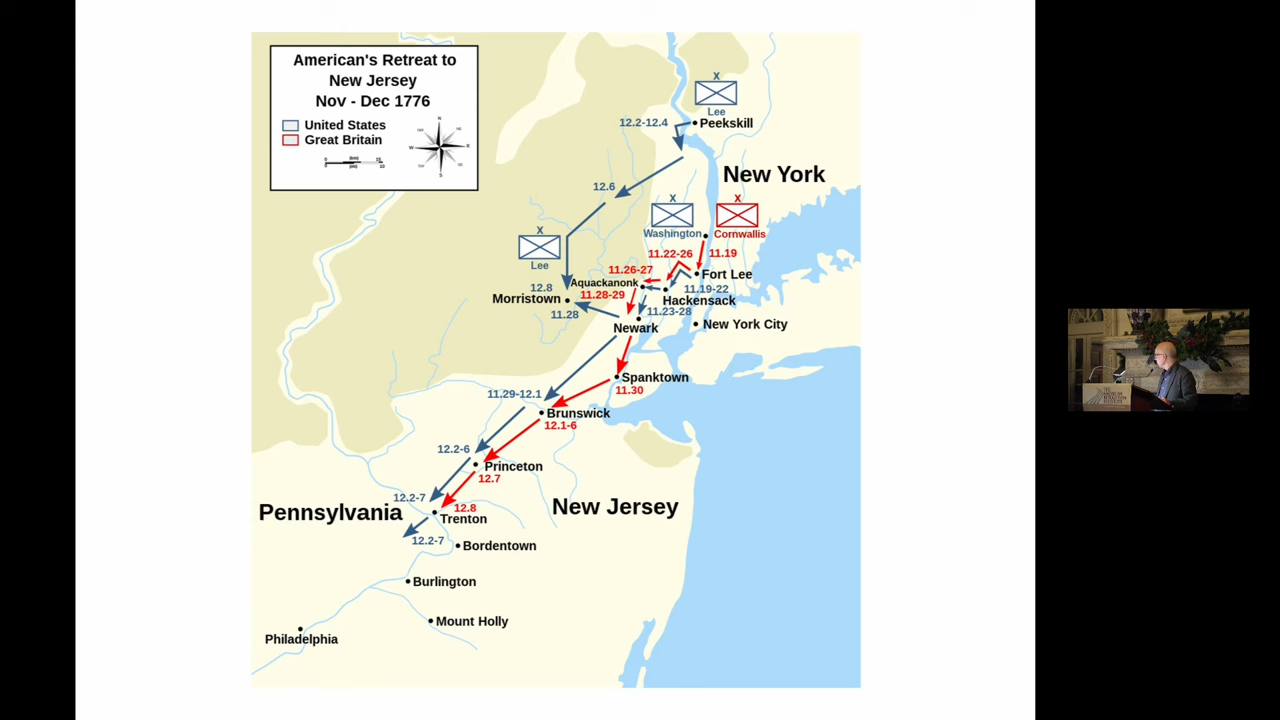 American's Retreat to
New Jersey
Nov - Dec 1776
United States
Great Britain
N
W
E
S
X
Lee
12.2-12.4
Peekskill
New York
12.6
X
Washington
X
Cornwallis
X
Lee
11.22-26
11.19
11.26-27
Fort Lee
Aquackanonk
12.8
11.28-29
11.19-22
Morristown
Hackensack
11.28
11.23-28
Newark
New York City
Spanktown
11.30
11.29-12.1
Brunswick
12.1-6
12.2-6
Princeton
12.7
12.2-7
Pennsylvania
12.8
New Jersey
Trenton
12.2-7
Bordentown
Burlington
Mount Holly
Philadelphia